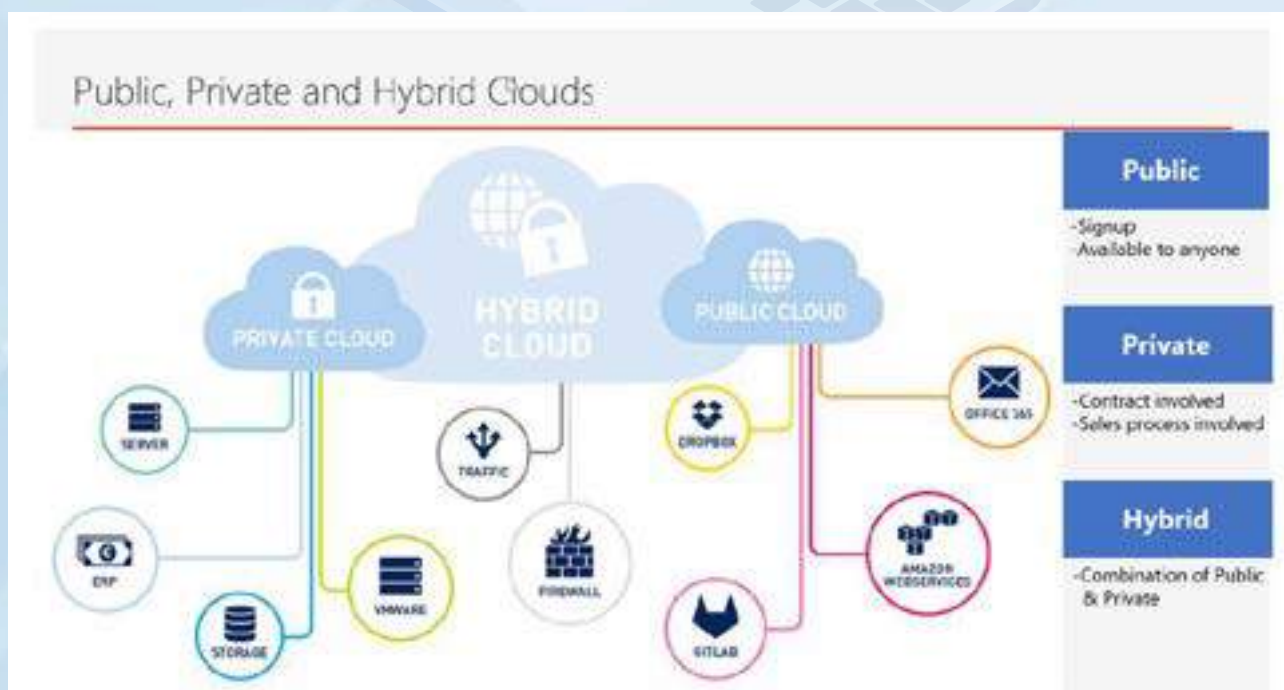 Public, Private and Hybrid Clouds
HYBRID
CLOUD
PRIVATE CLOUD
PUBLIC CLOUD
SERVER
ERP
STORAGE
VMWARE
TRAFFIC
FIREWALL
DROPBOX
GITLAB
AMAZON
WEBSERVICES
OFFICE 365
Public
-Signup
-Available to anyone
Private
-Contract involved
-Sales process involved
Hybrid
-Combination of Public
& Private